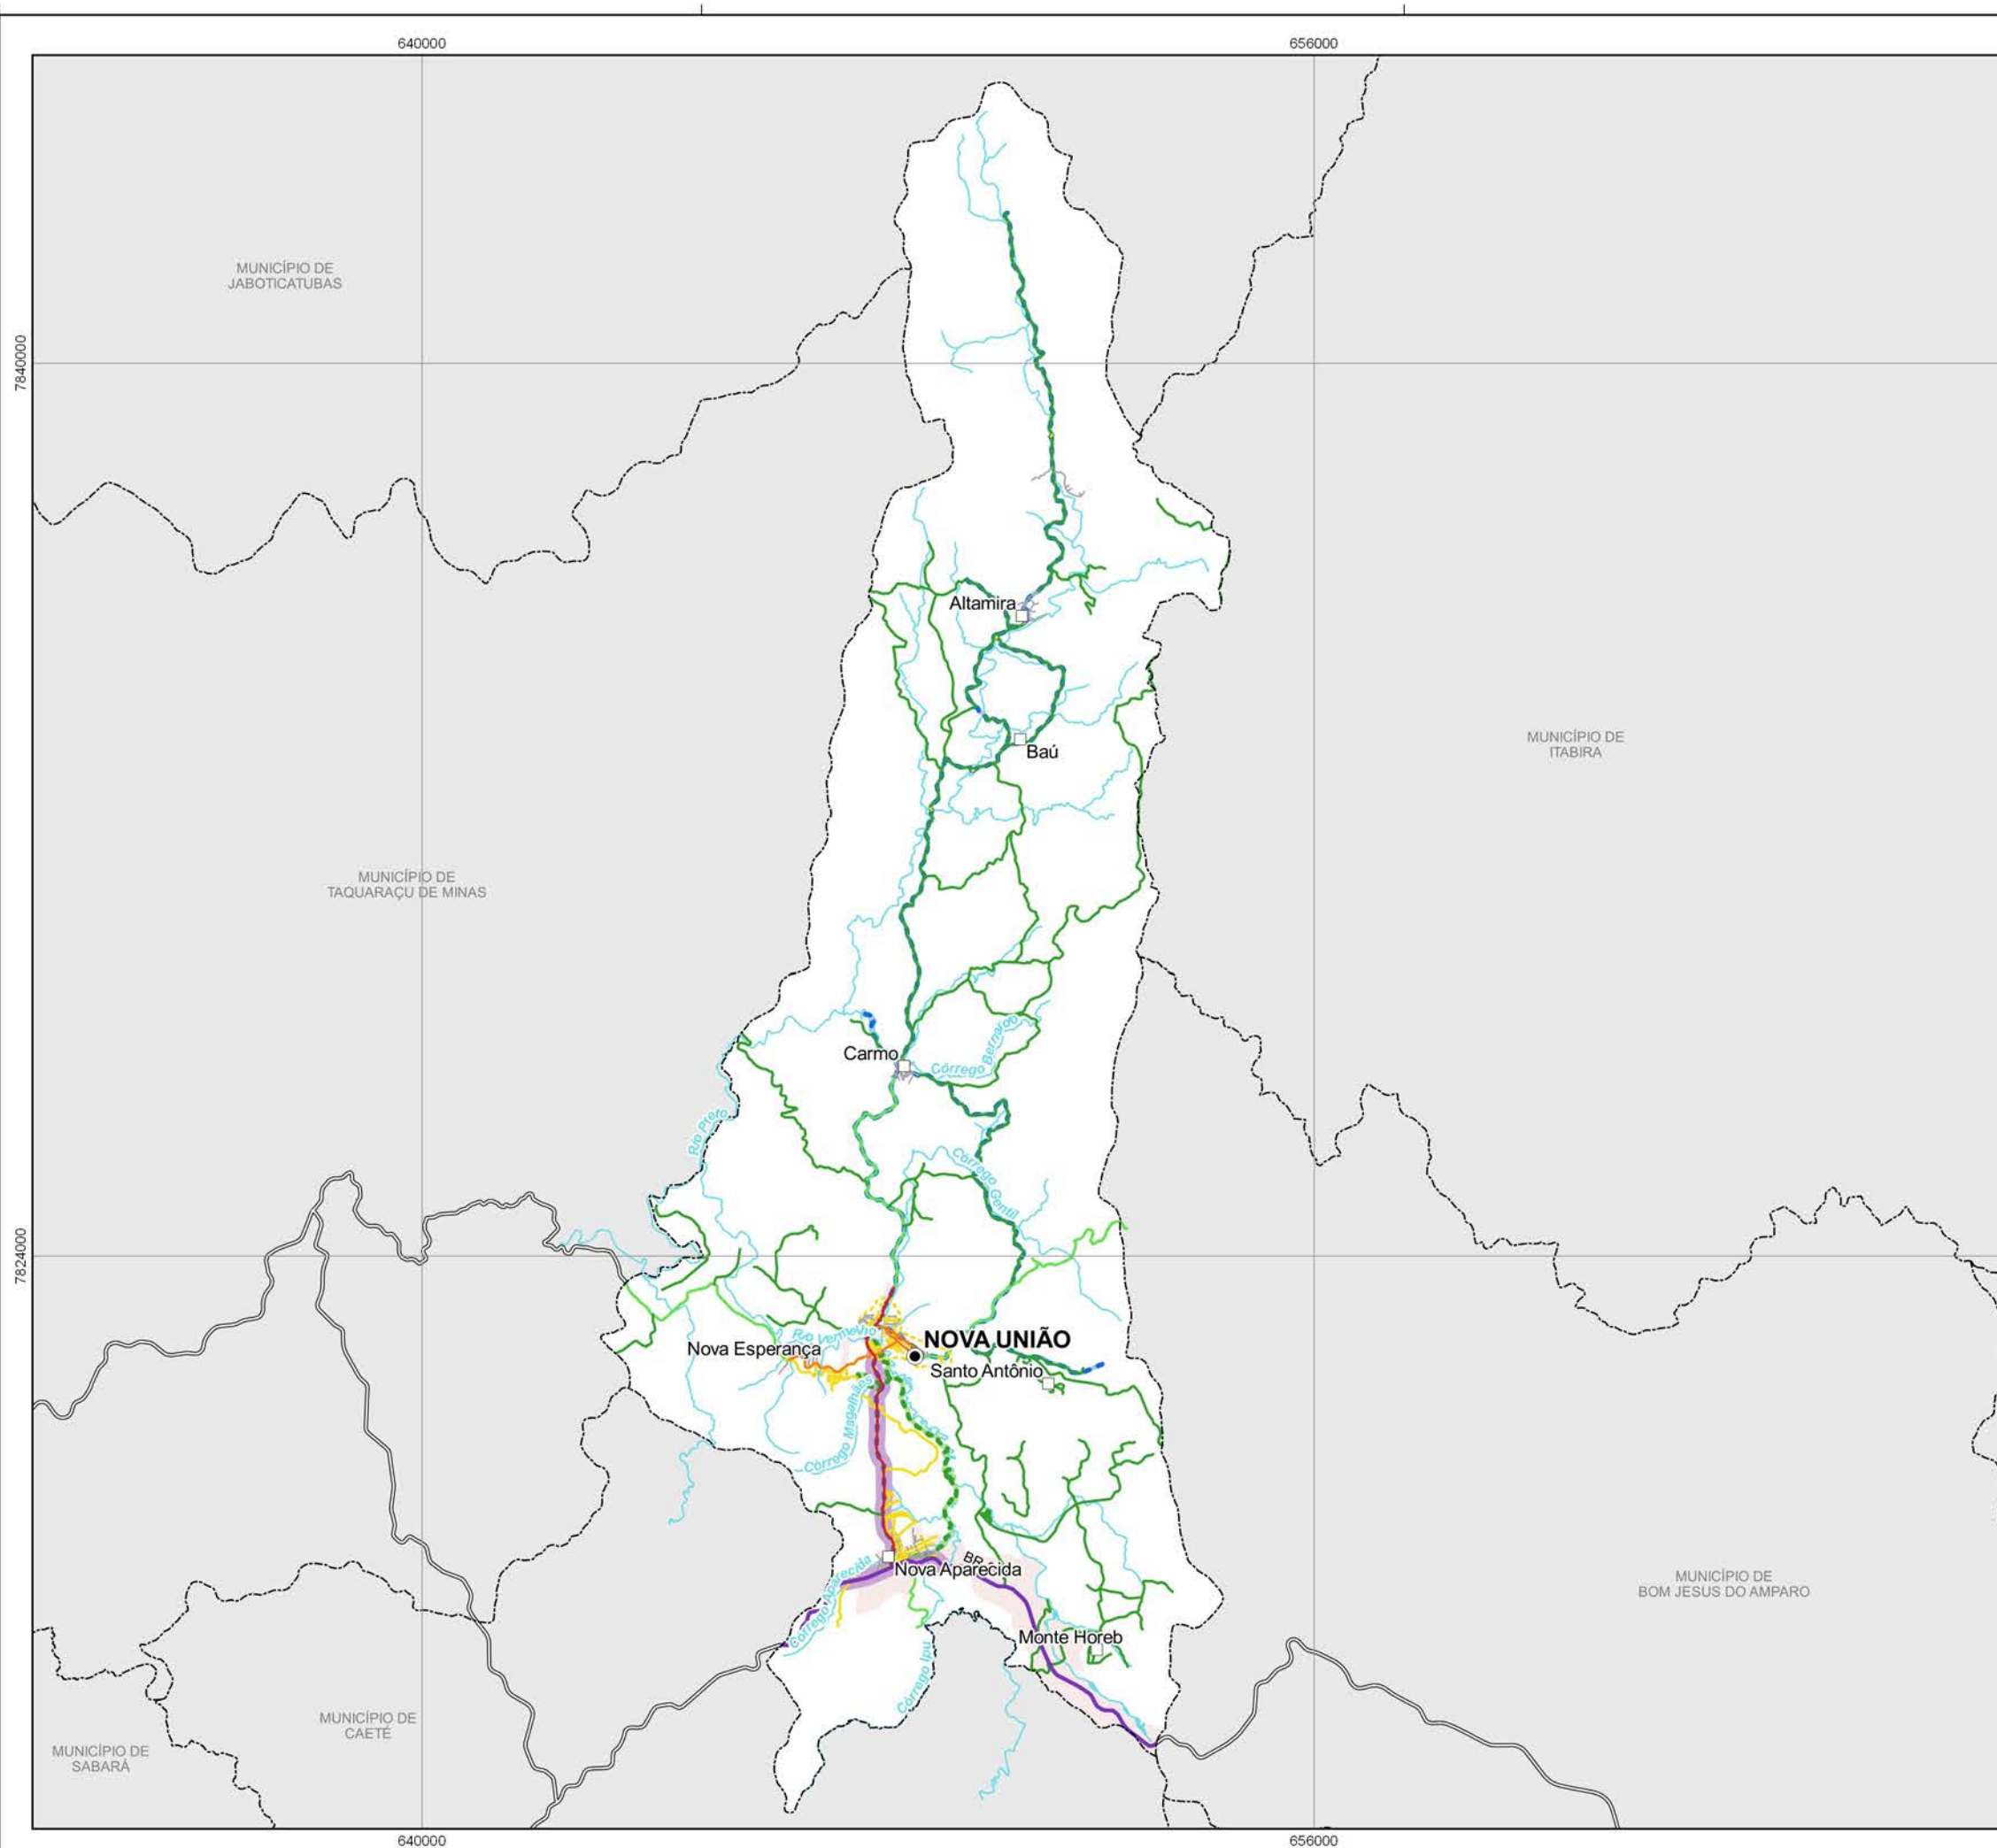 640000
656000
MUNICÍPIO DE
JABOTICATUBAS
7840000
Altamira
Baú
MUNICÍPIO DE
ITABIRA
MUNICÍPIO DE
TAQUARAÇU DE MINAS
Carmo
Córrego Bernardo
Rio Preto
Córrego Gentil
7824000
Rio Vermelho
NOVA UNIÃO
Nova Esperança
Santo Antônio
Córrego Magalhães
Córrego
BR
Nova Aparecida
Córrego Aparecida
MUNICÍPIO DE
BOM JESUS DO AMPARO
Monte Horeb
Córrego Ipu
MUNICÍPIO DE
CAETÉ
MUNICÍPIO DE
SABARÁ
640000
656000